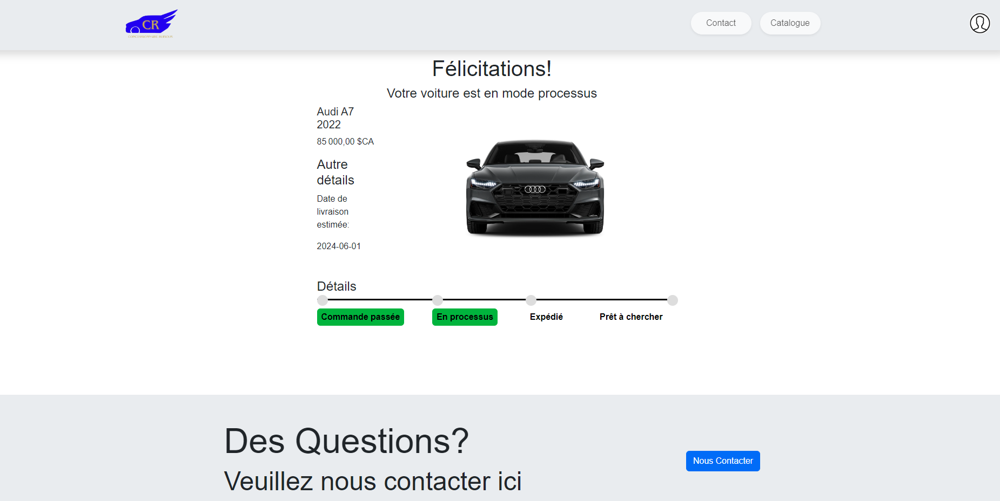 CR
Contact
Catalogue
Félicitations!
Votre voiture est en mode processus
Audi A7
2022
85 000,00 $CA
Autre
détails
Date de
livraison
estimée:
2024-06-01
Détails
Commande passée
En processus
Expédié
Prêt à chercher
Des Questions?
Veuillez nous contacter ici
Nous Contacter